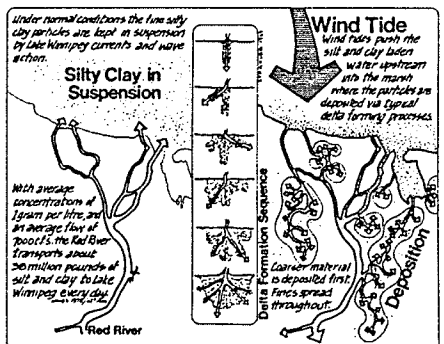 Under normal conditions the fine silty
clay particles are kept in suspension
by Lake Winnipeg currents and wave
action.
Silty Clay in
Suspension
With average
concentrations of
1 gram per litre, and
an average flow of
c.f.s. the Red River
transports about
38 million pounds of
silt and clay to Lake
Winnipeg every day.
Red River
Delta Formation Sequence
Wind Tide
Wind tides push the
silt and clay laden
water upstream
into the marsh
where the particles are
deposited via typical
delta forming processes.
Coarser material
is deposited first.
Fines spread
throughout.
Deposition